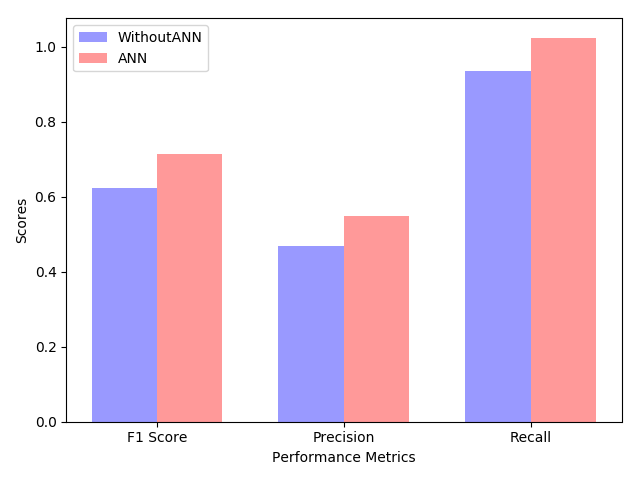 WithoutANN
ANN
1.0
0.8
0.6
0.4
0.2
0.0
Scores
F1 Score Precision Recall
Performance Metrics